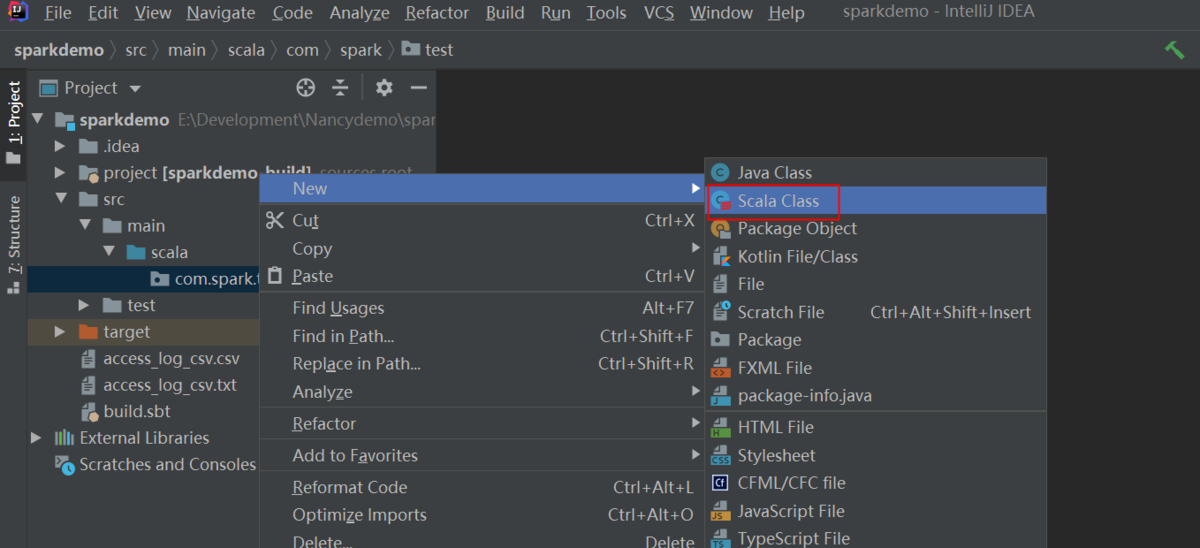 File Edit View Navigate Code Analyze Refactor Build Run Tools VCS Window Help sparkdemo - IntelliJ IDEA
sparkdemo src main scala com spark test
1: Project
7: Structure
Project
sparkdemo E:\Development\Nancydemo\spar
.idea
project [sparkdemo-build] sources root
src
main
scala
com.spark.t
test
target
access_log_csv.csv
access_log_csv.txt
build.sbt
External Libraries
Scratches and Consoles
New
Cut Ctrl+X
Copy
Paste Ctrl+V
Find Usages Alt+F7
Find in Path... Ctrl+Shift+F
Replace in Path... Ctrl+Shift+R
Analyze
Refactor
Add to Favorites
Reformat Code Ctrl+Alt+L
Optimize Imports Ctrl+Alt+O
Delete... Delete
Java Class
Scala Class
Package Object
Kotlin File/Class
File
Scratch File Ctrl+Alt+Shift+Insert
Package
FXML File
package-info.java
HTML File
Stylesheet
CFML/CFC file
JavaScript File
TypeScript File